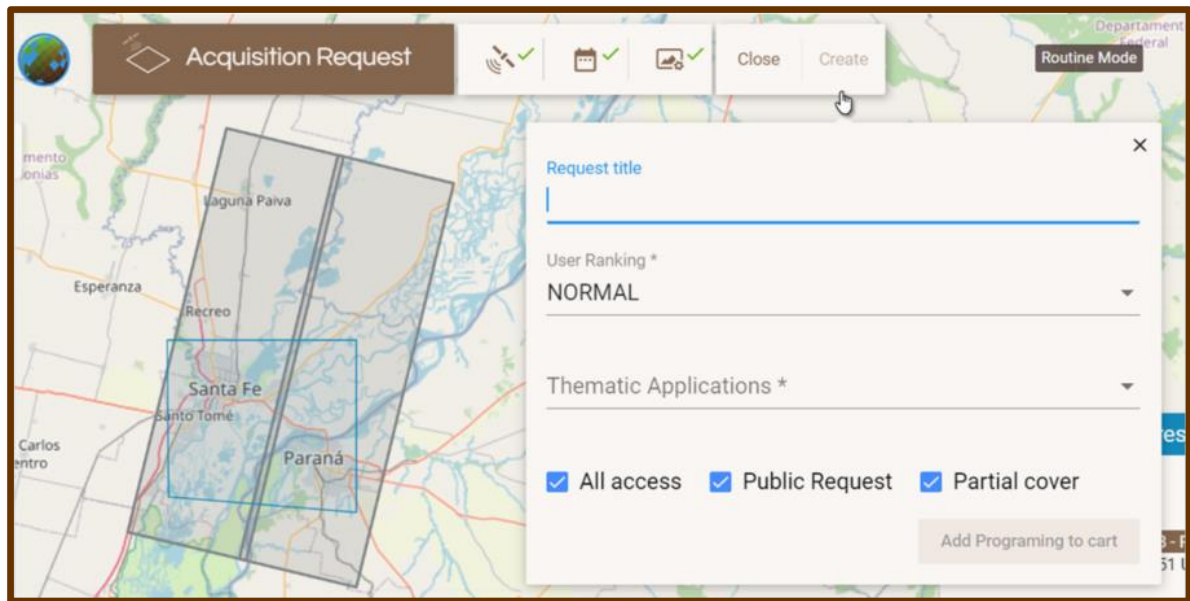 Acquisition Request
Close
Create
Departament
Federal
Routine Mode
mento
onias
Laguna Paiva
Esperanza
Recreo
Santa Fe
Santo Tomé
Carlos
entro
Paraná
Request title
User Ranking *
NORMAL
Thematic Applications *
All access
Public Request
Partial cover
Add Programing to cart
res
51 U